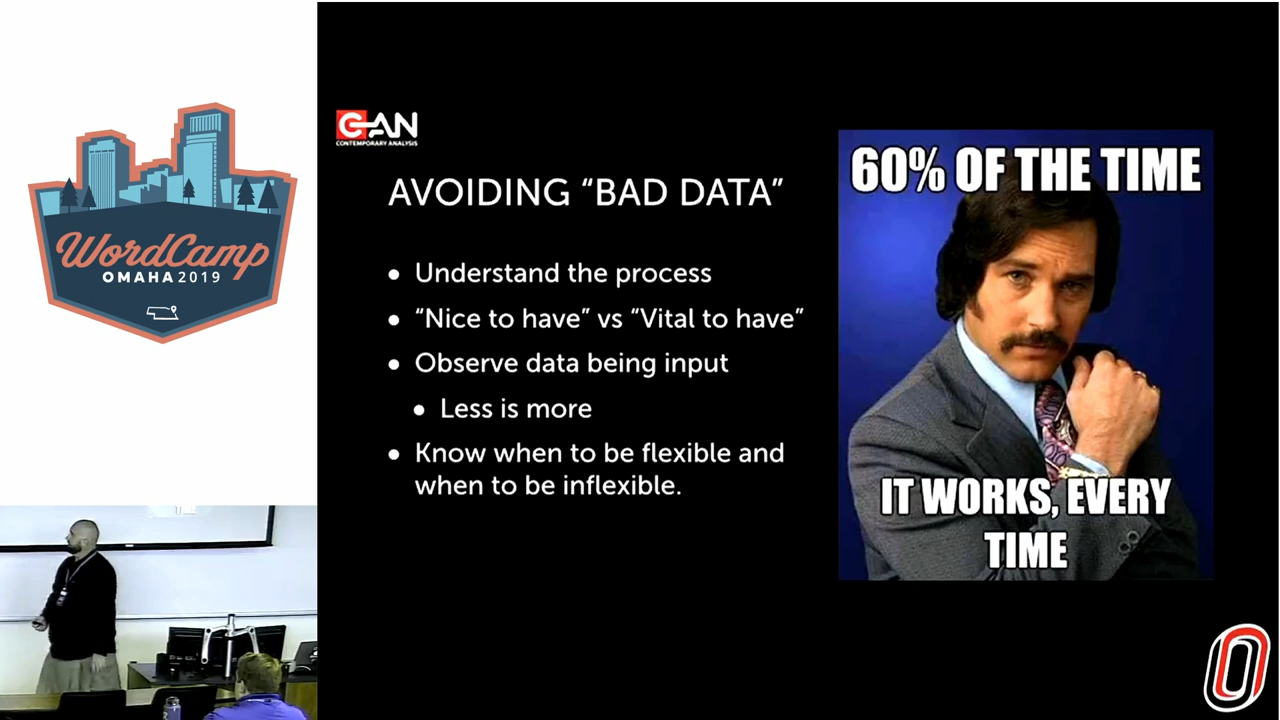 WordCamp
OMAHA 2019
CAN
CONTEMPORARY ANALYSIS
AVOIDING “BAD DATA”
● Understand the process
● “Nice to have” vs “Vital to have”
● Observe data being input
● Less is more
● Know when to be flexible and
when to be inflexible.
60% OF THE TIME
IT WORKS, EVERY
TIME
O